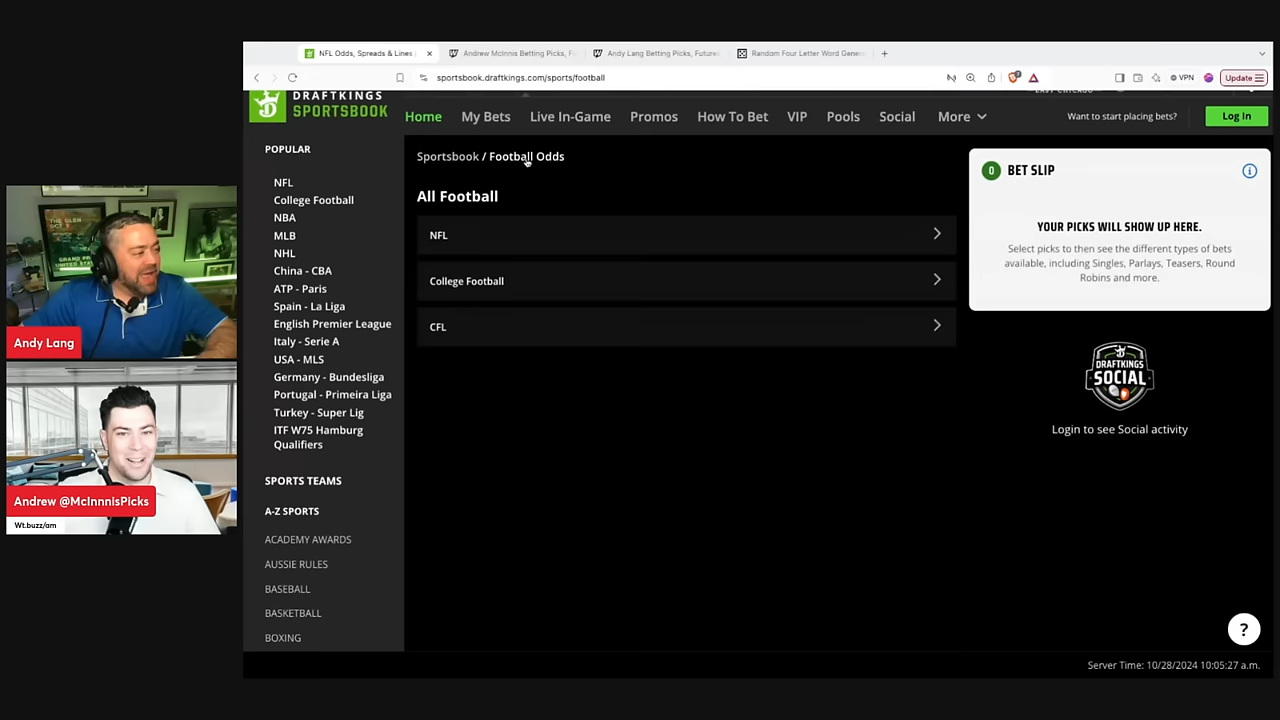 NFL Odds, Spreads & Lines
Andrew McInnis Betting Picks, F
Andy Lang Betting Picks, Future
Random Four Letter Word Gene
sportsbook.draftkings.com/sports/football
VPN
Update
DRAFTKINGS
SPORTSBOOK
Home
My Bets
Live In-Game
Promos
How To Bet
VIP
Pools
Social
More
Want to start placing bets?
Log In
POPULAR
NFL
College Football
NBA
MLB
NHL
China - CBA
ATP - Paris
Spain - La Liga
English Premier League
Italy - Serie A
USA - MLS
Germany - Bundesliga
Portugal - Primeira Liga
Turkey - Super Lig
ITF W75 Hamburg
Qualifiers
SPORTS TEAMS
A-Z SPORTS
ACADEMY AWARDS
AUSSIE RULES
BASEBALL
BASKETBALL
BOXING
Sportsbook / Football Odds
All Football
NFL
College Football
CFL
0 BET SLIP
YOUR PICKS WILL SHOW UP HERE.
Select picks to then see the different types of bets
available, including Singles, Parlays, Teasers, Round
Robins and more.
DRAFTKINGS
SOCIAL
Login to see Social activity
?
Server Time: 10/28/2024 10:05:27 a.m.
THE GLEN
Andy Lang
Andrew @McInnnisPicks
Wt.buzz/am